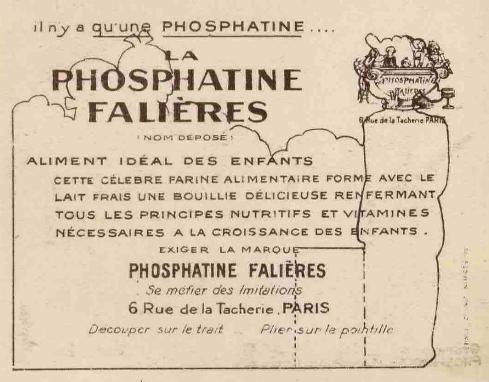 il n y a qu'une PHOSPHATINE ....
LA
PHOSPHATINE
FALIÈRES
(NOM DÉPOSÉ)
PHOSPHATINE
FALIÈRES
6 Rue de la Tacherie PARIS
ALIMENT IDÉAL DES ENFANTS
CETTE CÉLEBRE FARINE ALIMENTAIRE FORME AVEC LE
LAIT FRAIS UNE BOUILLIE DÉLICIEUSE RENFERMANT
TOUS LES PRINCIPES NUTRITIFS ET VITAMINES
NÉCESSAIRES A LA CROISSANCE DES ENFANTS.
EXIGER LA MARQUE
PHOSPHATINE FALIÈRES
Se méfier des Imitations
6 Rue de la Tacherie, PARIS
Decouper sur le trait Plier sur le pointillé